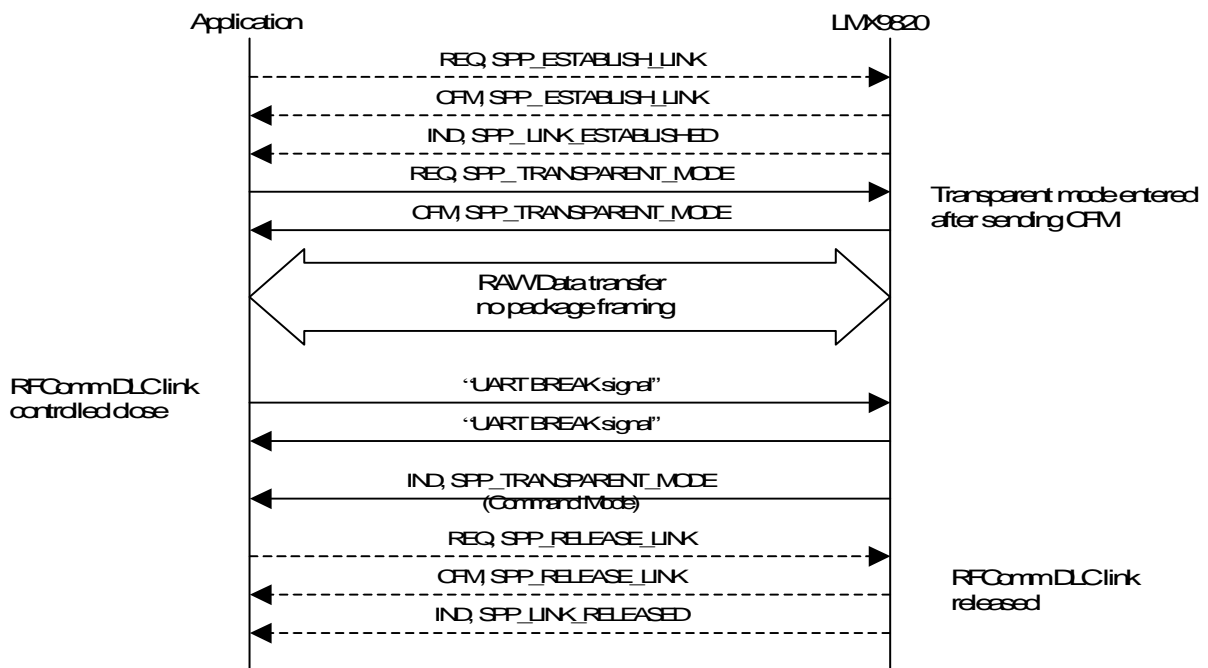 Application
LMX9820
REQ, SPP_ESTABLISH_LINK
CFM, SPP_ESTABLISH_LINK
IND, SPP_LINK_ESTABLISHED
REQ, SPP_TRANSPARENT_MODE
CFM, SPP_TRANSPARENT_MODE
Transparent mode entered
after sending CFM
RAW Data transfer
no package framing
RFComm DLC link
controlled close
“UART BREAK signal”
“UART BREAK signal”
IND, SPP_TRANSPARENT_MODE
(Command Mode)
REQ, SPP_RELEASE_LINK
CFM, SPP_RELEASE_LINK
IND, SPP_LINK_RELEASED
RFComm DLC link
released